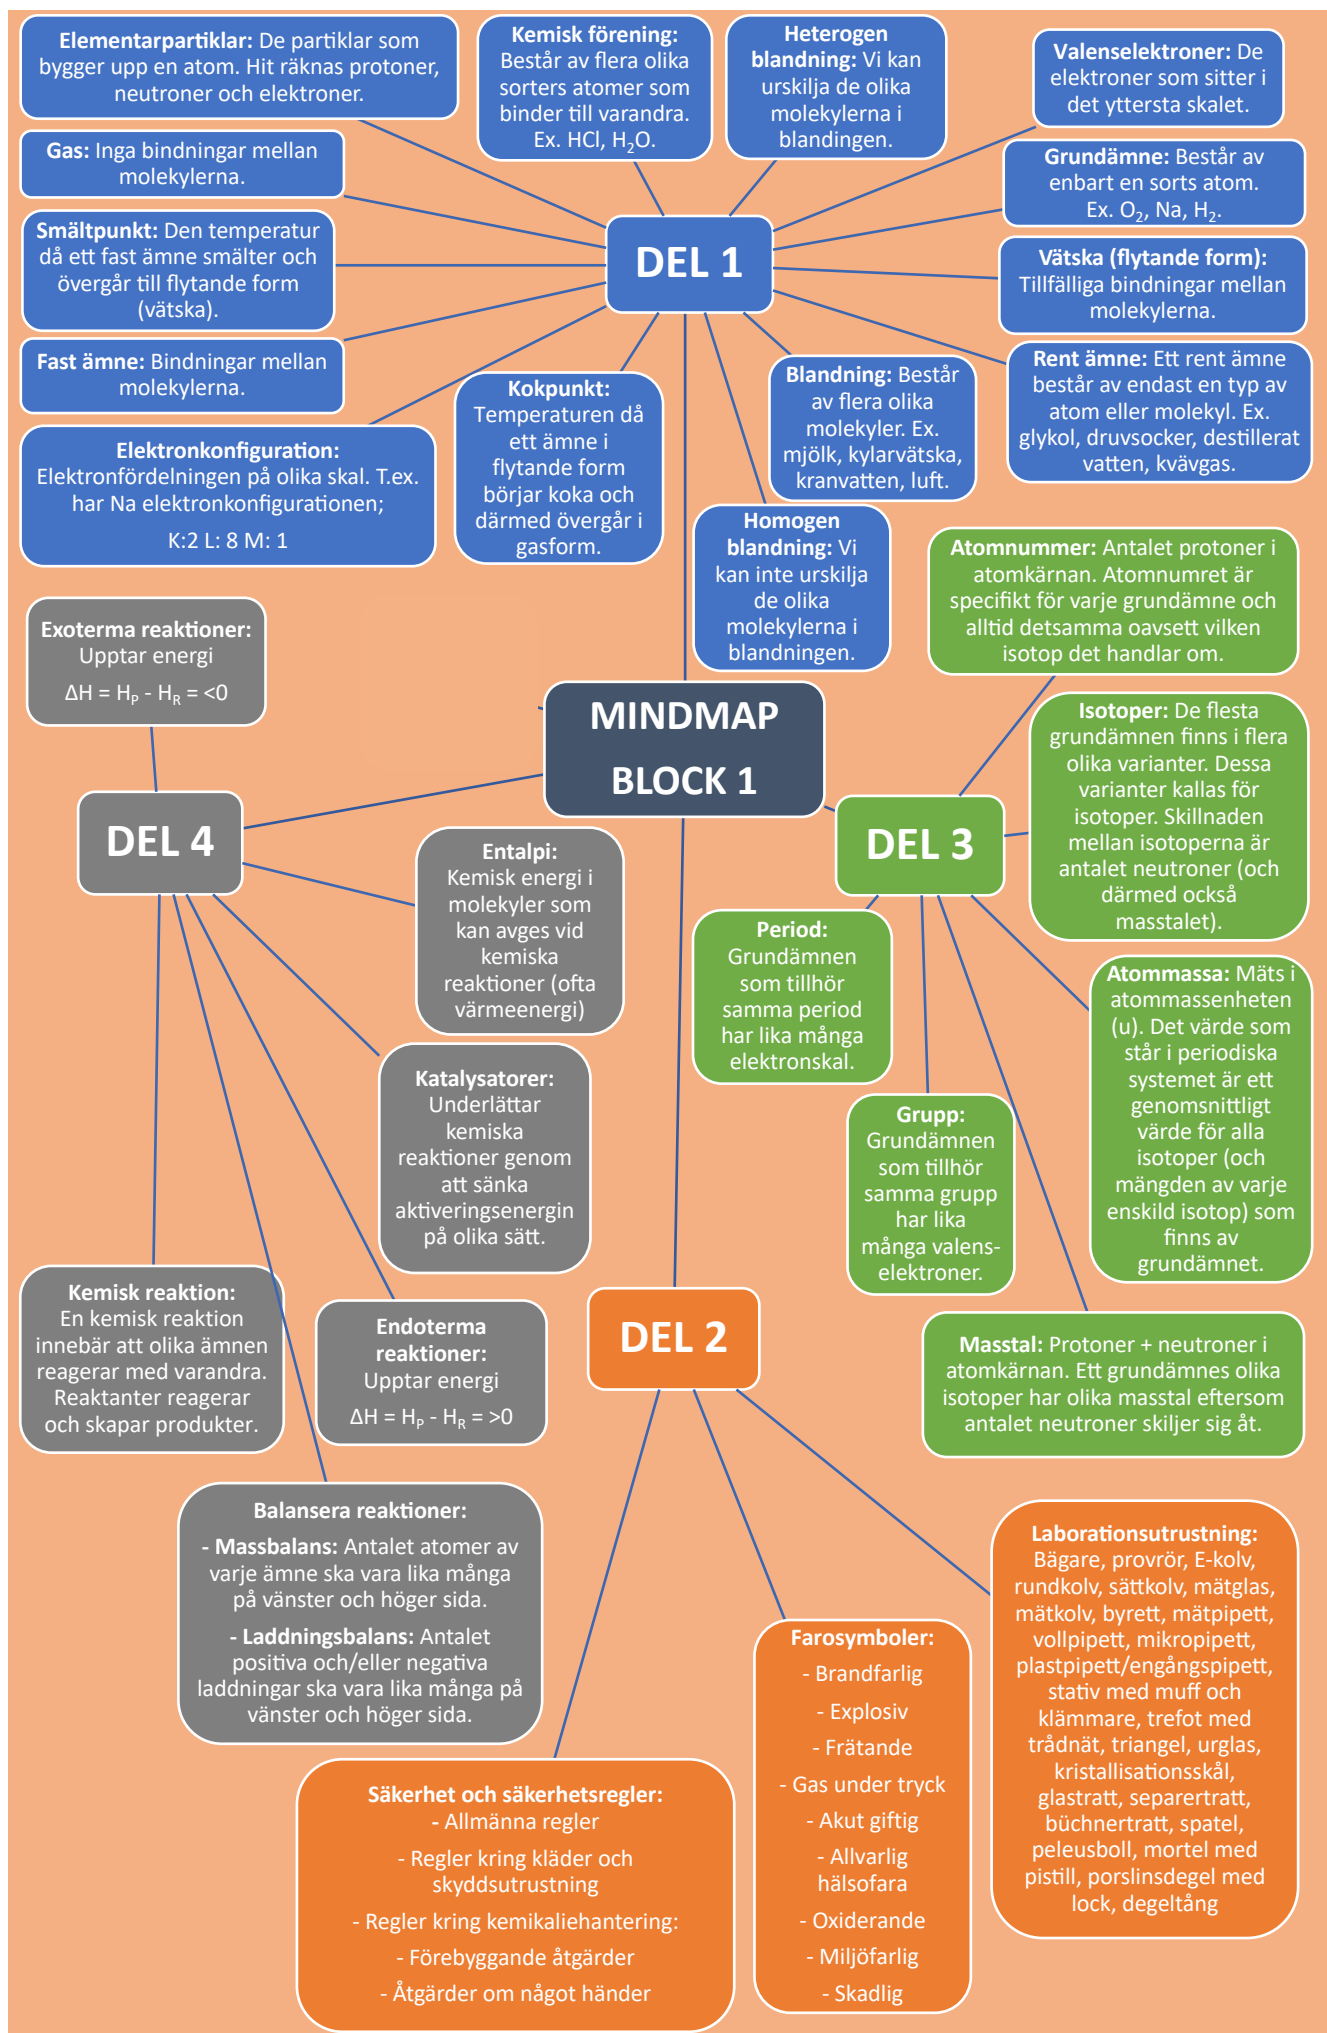 Elementarpartiklar: De partiklar som
bygger upp en atom. Hit räknas protoner,
neutroner och elektroner.
Kemisk förening:
Består av flera olika
sorters atomer som
binder till varandra.
Ex. HCl, H₂O.
Heterogen
blandning: Vi kan
urskilja de olika
molekylerna i
blandingen.
Valenselektroner: De
elektroner som sitter i
det yttersta skalet.
Gas: Inga bindningar mellan
molekylerna.
Grundämne: Består av
enbart en sorts atom.
Ex. O₂, Na, H₂.
Smältpunkt: Den temperatur
då ett fast ämne smälter och
övergår till flytande form
(vätska).
DEL 1
Vätska (flytande form):
Tillfälliga bindningar mellan
molekylerna.
Fast ämne: Bindningar mellan
molekylerna.
Kokpunkt:
Temperaturen då
ett ämne i
flytande form
börjar koka och
därmed övergår i
gasform.
Blandning: Består
av flera olika
molekyler. Ex.
mjölk, kylarvätska,
kranvatten, luft.
Rent ämne: Ett rent ämne
består av endast en typ av
atom eller molekyl. Ex.
glykol, druvsocker, destillerat
vatten, kvävgas.
Elektronkonfiguration:
Elektronfördelningen på olika skal. T.ex.
har Na elektronkonfigurationen;
K:2 L: 8 M: 1
Homogen
blandning: Vi
kan inte urskilja
de olika
molekylerna i
blandningen.
Atomnummer: Antalet protoner i
atomkärnan. Atomnumret är
specifikt för varje grundämne och
alltid detsamma oavsett vilken
isotop det handlar om.
Exoterma reaktioner:
Upptar energi
ΔH = Hₚ - Hᵣ = <0
MINDMAP
BLOCK 1
Isotoper: De flesta
grundämnen finns i flera
olika varianter. Dessa
varianter kallas för
isotoper. Skillnaden
mellan isotoperna är
antalet neutroner (och
därmed också
masstalet).
DEL 4
DEL 3
Entalpi:
Kemisk energi i
molekyler som
kan avges vid
kemiska
reaktioner (ofta
värmeenergi)
Period:
Grundämnen
som tillhör
samma period
har lika många
elektronskal.
Atommassa: Mäts i
atommassenheten
(u). Det värde som
står i periodiska
systemet är ett
genomsnittligt
värde för alla
isotoper (och
mängden av varje
enskild isotop) som
finns av
grundämnet.
Katalysatorer:
Underlättar
kemiska
reaktioner genom
att sänka
aktiveringsenergin
på olika sätt.
Grupp:
Grundämnen
som tillhör
samma grupp
har lika
många valens-
elektroner.
Kemisk reaktion:
En kemisk reaktion
innebär att olika ämnen
reagerar med varandra.
Reaktanter reagerar
och skapar produkter.
Endoterma
reaktioner:
Upptar energi
ΔH = Hₚ - Hᵣ = >0
DEL 2
Masstal: Protoner + neutroner i
atomkärnan. Ett grundämnes olika
isotoper har olika masstal eftersom
antalet neutroner skiljer sig åt.
Balansera reaktioner:
- Massbalans: Antalet atomer av
varje ämne ska vara lika många
på vänster och höger sida.
- Laddningsbalans: Antalet
positiva och/eller negativa
laddningar ska vara lika många på
vänster och höger sida.
Laborationsutrustning:
Bägare, provrör, E-kolv,
rundkolv, sättkolv, mätglas,
mätkolv, byrett, mätpipett,
vollpipett, mikropipett,
plastpipett/engångspipett,
stativ med muff och
klämmare, trefot med
trådnät, triangel, urglas,
kristallisationsskål,
glastratt, separertratt,
büchnertratt, spatel,
peleusboll, mortel med
pistill, porslinsdegel med
lock, degeltång
Farosymboler:
- Brandfarlig
- Explosiv
- Frätande
- Gas under tryck
- Akut giftig
- Allvarlig
hälsofara
- Oxiderande
- Miljöfarlig
- Skadlig
Säkerhet och säkerhetsregler:
- Allmänna regler
- Regler kring kläder och
skyddsutrustning
- Regler kring kemikaliehantering:
- Förebyggande åtgärder
- Åtgärder om något händer